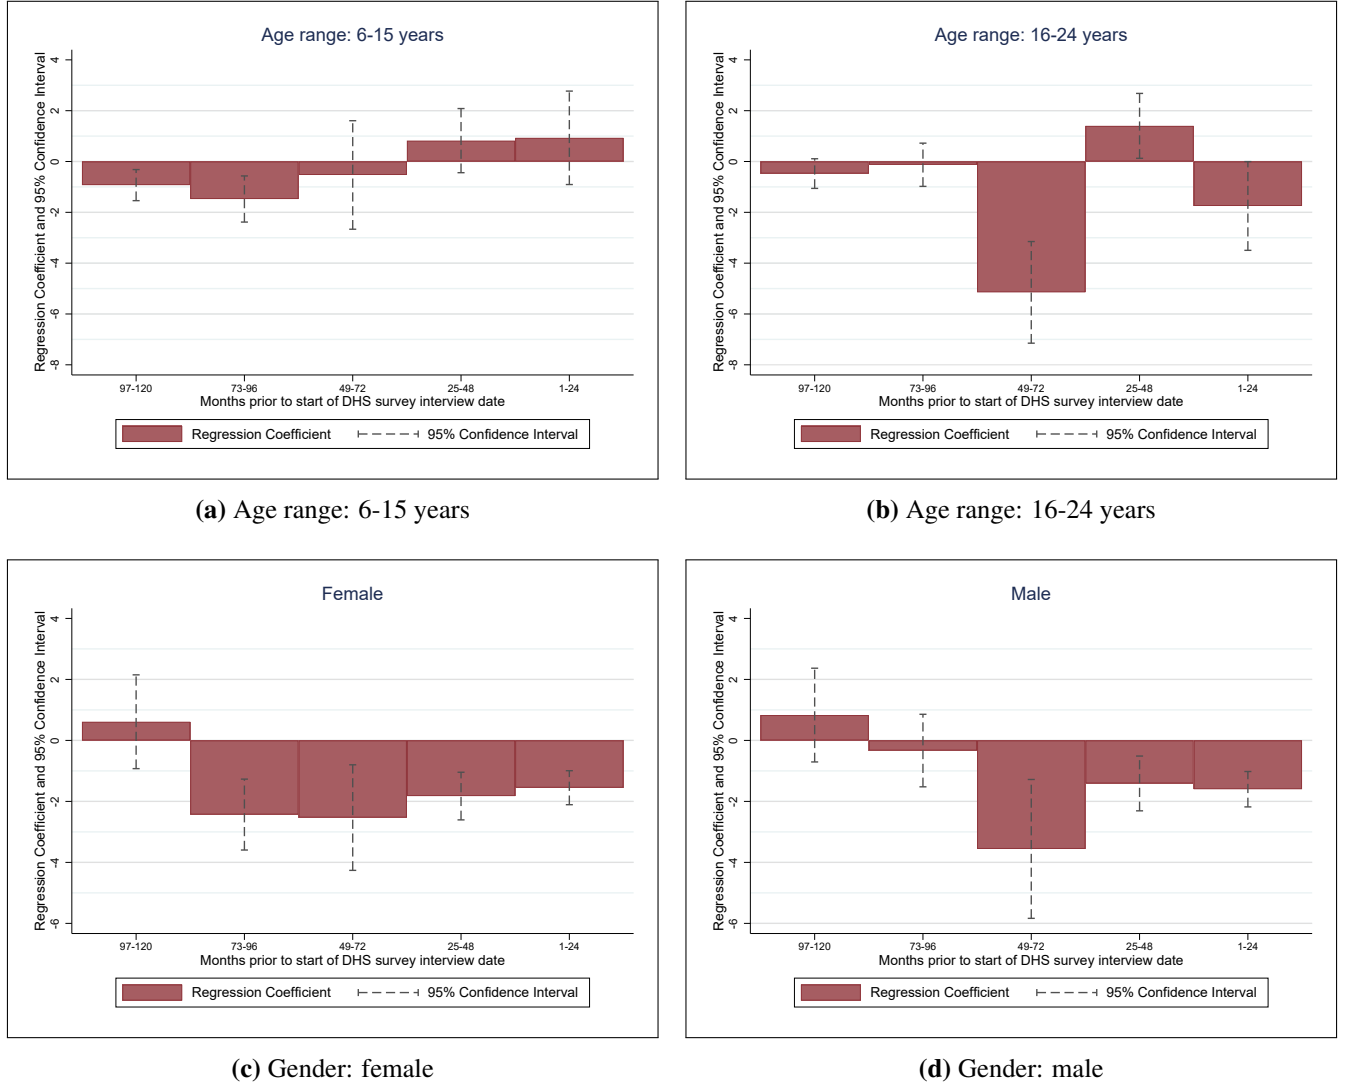 Age range: 6-15 years
Regression Coefficient and 95% Confidence Interval
4
2
0
-2
-4
-6
-8
97-120 73-96 49-72 25-48 1-24
Months prior to start of DHS survey interview date
Regression Coefficient 95% Confidence Interval
(a) Age range: 6-15 years
Age range: 16-24 years
Regression Coefficient and 95% Confidence Interval
4
2
0
-2
-4
-6
-8
97-120 73-96 49-72 25-48 1-24
Months prior to start of DHS survey interview date
Regression Coefficient 95% Confidence Interval
(b) Age range: 16-24 years
Female
Regression Coefficient and 95% Confidence Interval
4
2
0
-2
-4
-6
97-120 73-96 49-72 25-48 1-24
Months prior to start of DHS survey interview date
Regression Coefficient 95% Confidence Interval
(c) Gender: female
Male
Regression Coefficient and 95% Confidence Interval
4
2
0
-2
-4
-6
97-120 73-96 49-72 25-48 1-24
Months prior to start of DHS survey interview date
Regression Coefficient 95% Confidence Interval
(d) Gender: male